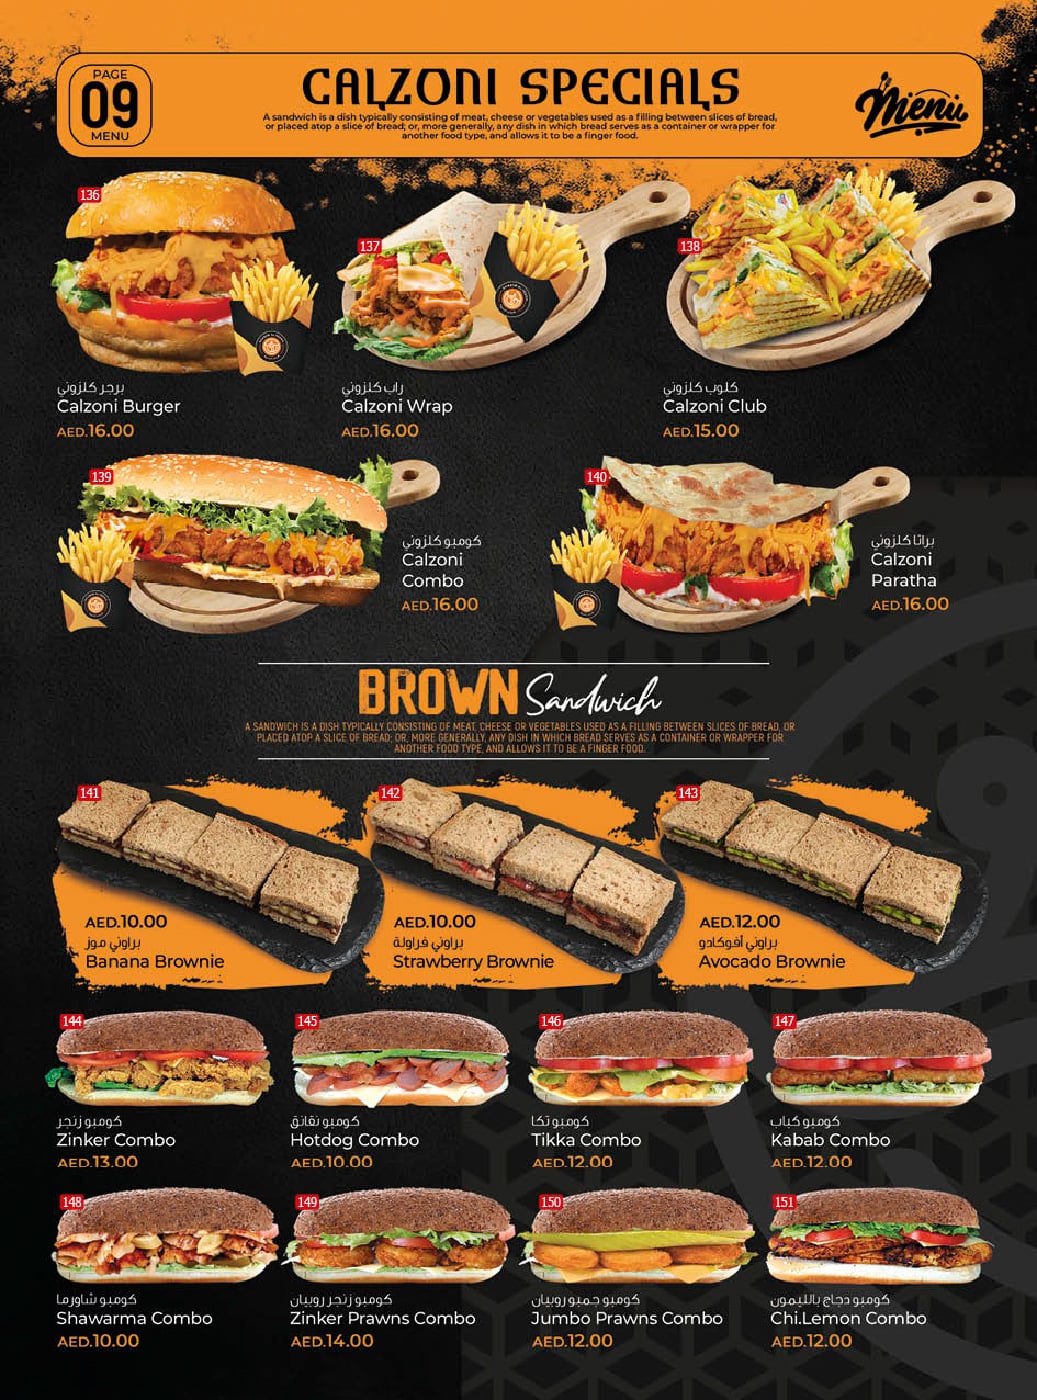 PAGE
09
MENU
CALZONI SPECIALS
A sandwich is a dish typically consisting of meat, cheese or vegetables used as a filling between slices of bread,
or placed atop a slice of bread; or, more generally, any dish in which bread serves as a container or wrapper for
another food type, and allows it to be a finger food.
Menu
136
137
138
برجر كلزوني
Calzoni Burger
AED.16.00
راب كلزوني
Calzoni Wrap
AED.16.00
كلوب كلزوني
Calzoni Club
AED.15.00
139
كومبو كلزوني
Calzoni
Combo
AED.16.00
140
براتا كلزوني
Calzoni
Paratha
AED.16.00
BROWN Sandwich
A SANDWICH IS A DISH TYPICALLY CONSISTING OF MEAT, CHEESE OR VEGETABLES USED AS A FILLING BETWEEN SLICES OF BREAD, OR
PLACED ATOP A SLICE OF BREAD; OR, MORE GENERALLY, ANY DISH IN WHICH BREAD SERVES AS A CONTAINER OR WRAPPER FOR
ANOTHER FOOD TYPE, AND ALLOWS IT TO BE A FINGER FOOD.
141
AED.10.00
براوني موز
Banana Brownie
142
AED.10.00
براوني فراولة
Strawberry Brownie
143
AED.12.00
براوني أفوكادو
Avocado Brownie
144
كومبو زنجر
Zinker Combo
AED.13.00
145
كومبو نقانق
Hotdog Combo
AED.10.00
146
كومبو تكا
Tikka Combo
AED.12.00
147
كومبو كباب
Kabab Combo
AED.12.00
148
كومبو شاورما
Shawarma Combo
AED.10.00
149
كومبو زنجر روبيان
Zinker Prawns Combo
AED.14.00
150
كومبو جمبو روبيان
Jumbo Prawns Combo
AED.12.00
151
كومبو دجاج بالليمون
Chi.Lemon Combo
AED.12.00